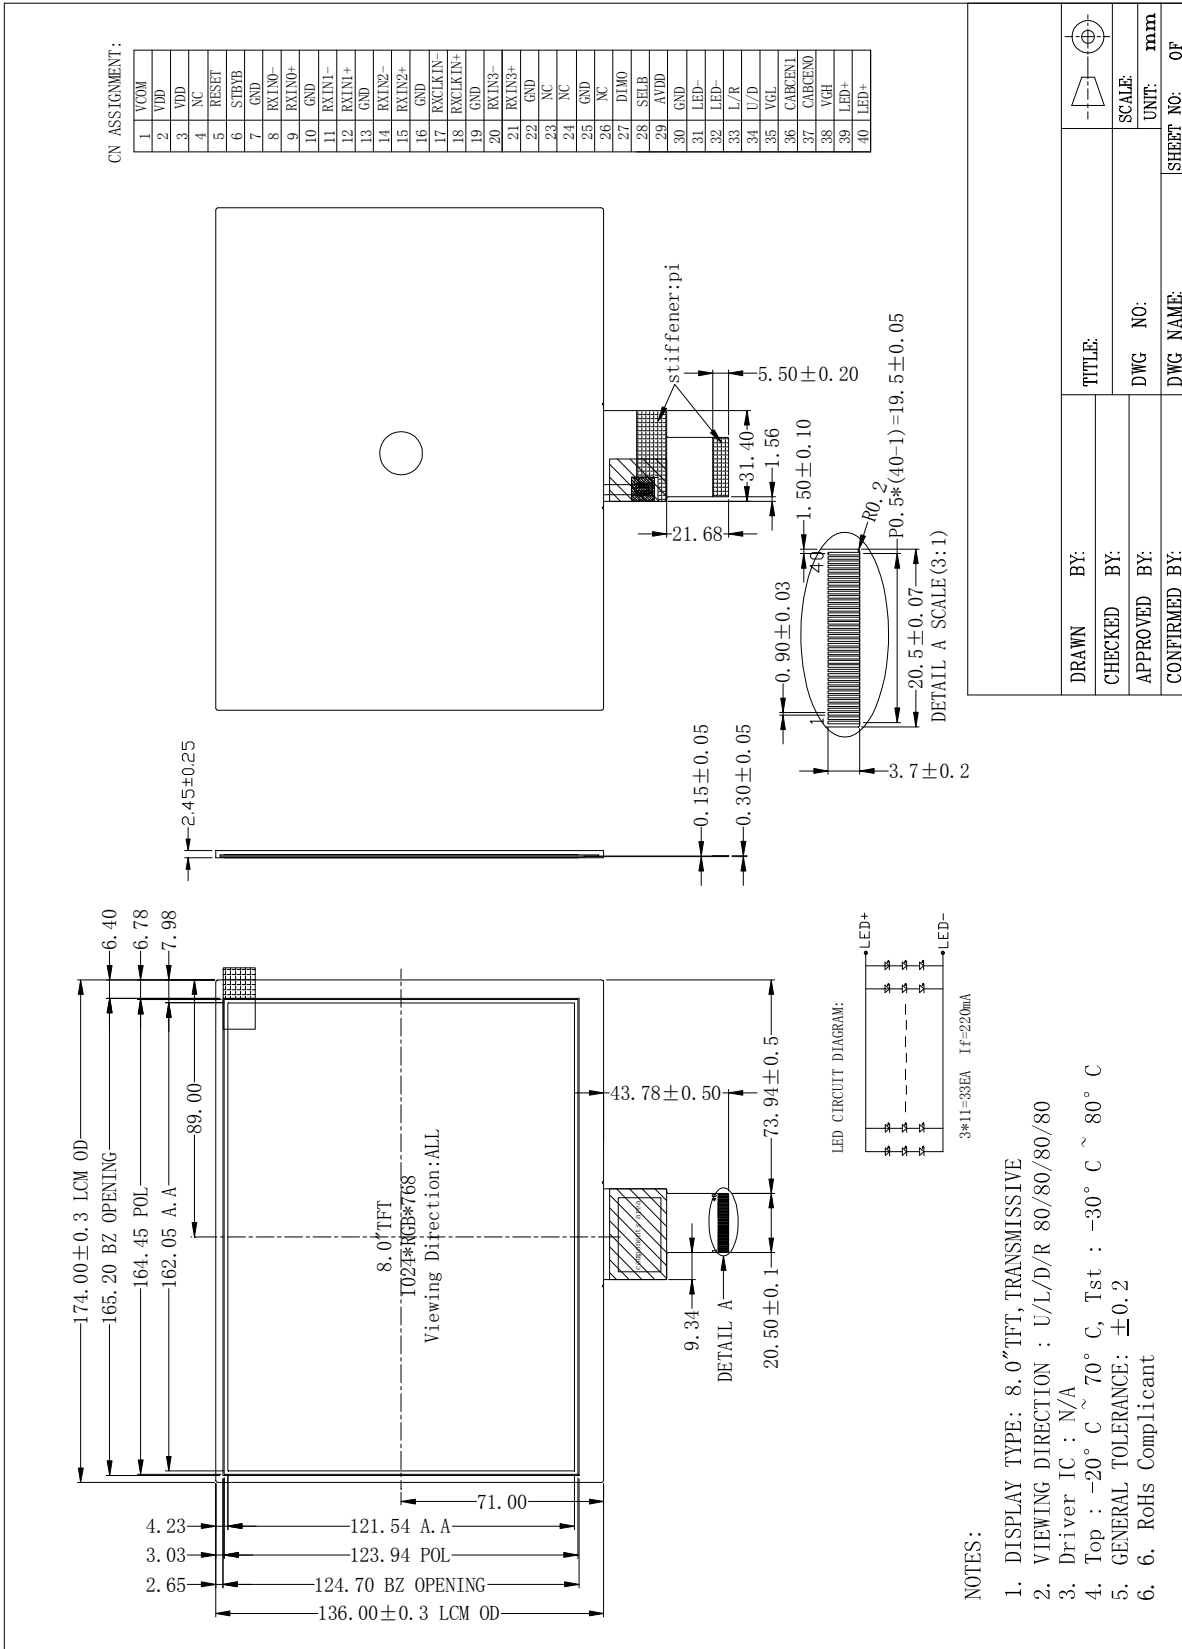 174.00±0.3 LCM OD
165.20 BZ OPENING
164.45 POL
162.05 A.A
89.00
6.40
6.78
7.98
8.0"TFT
1024*RGB*768
Viewing Direction:ALL
4.23
3.03
2.65
121.54 A.A
123.94 POL
124.70 BZ OPENING
136.00±0.3 LCM OD
71.00
component area
43.78±0.50
73.94±0.5
9.34
DETAIL A
20.50±0.1
2.45±0.25
0.15±0.05
0.30±0.05
stiffener:pi
5.50±0.20
31.40
1.56
21.68
1.50±0.10
0.90±0.03
1
40
R0.2
P0.5*(40-1)=19.5±0.05
20.5±0.07
3.7±0.2
DETAIL A SCALE(3:1)
CN ASSIGNMENT:
1 VCOM
2 VDD
3 VDD
4 NC
5 RESET
6 STBYB
7 GND
8 RXIN0-
9 RXIN0+
10 GND
11 RXIN1-
12 RXIN1+
13 GND
14 RXIN2-
15 RXIN2+
16 GND
17 RXCLKIN-
18 RXCLKIN+
19 GND
20 RXIN3-
21 RXIN3+
22 GND
23 NC
24 NC
25 GND
26 NC
27 DIMO
28 SELB
29 AVDD
30 GND
31 LED-
32 LED-
33 L/R
34 U/D
35 VGL
36 CABCEN1
37 CABCEN0
38 VGH
39 LED+
40 LED+
LED CIRCUIT DIAGRAM:
LED+
LED-
3*11=33EA If=220mA
NOTES:
1. DISPLAY TYPE: 8.0"TFT,TRANSMISSIVE
2. VIEWING DIRECTION : U/L/D/R 80/80/80/80
3. Driver IC : N/A
4. Top : -20° C ~ 70° C, Tst : -30° C ~ 80° C
5. GENERAL TOLERANCE: ±0.2
6. 6. RoHs Complicant
DRAWN BY:
CHECKED BY:
APPROVED BY:
CONFIRMED BY:
TITLE:
DWG NO:
DWG NAME:
SCALE:
UNIT: mm
SHEET NO: OF